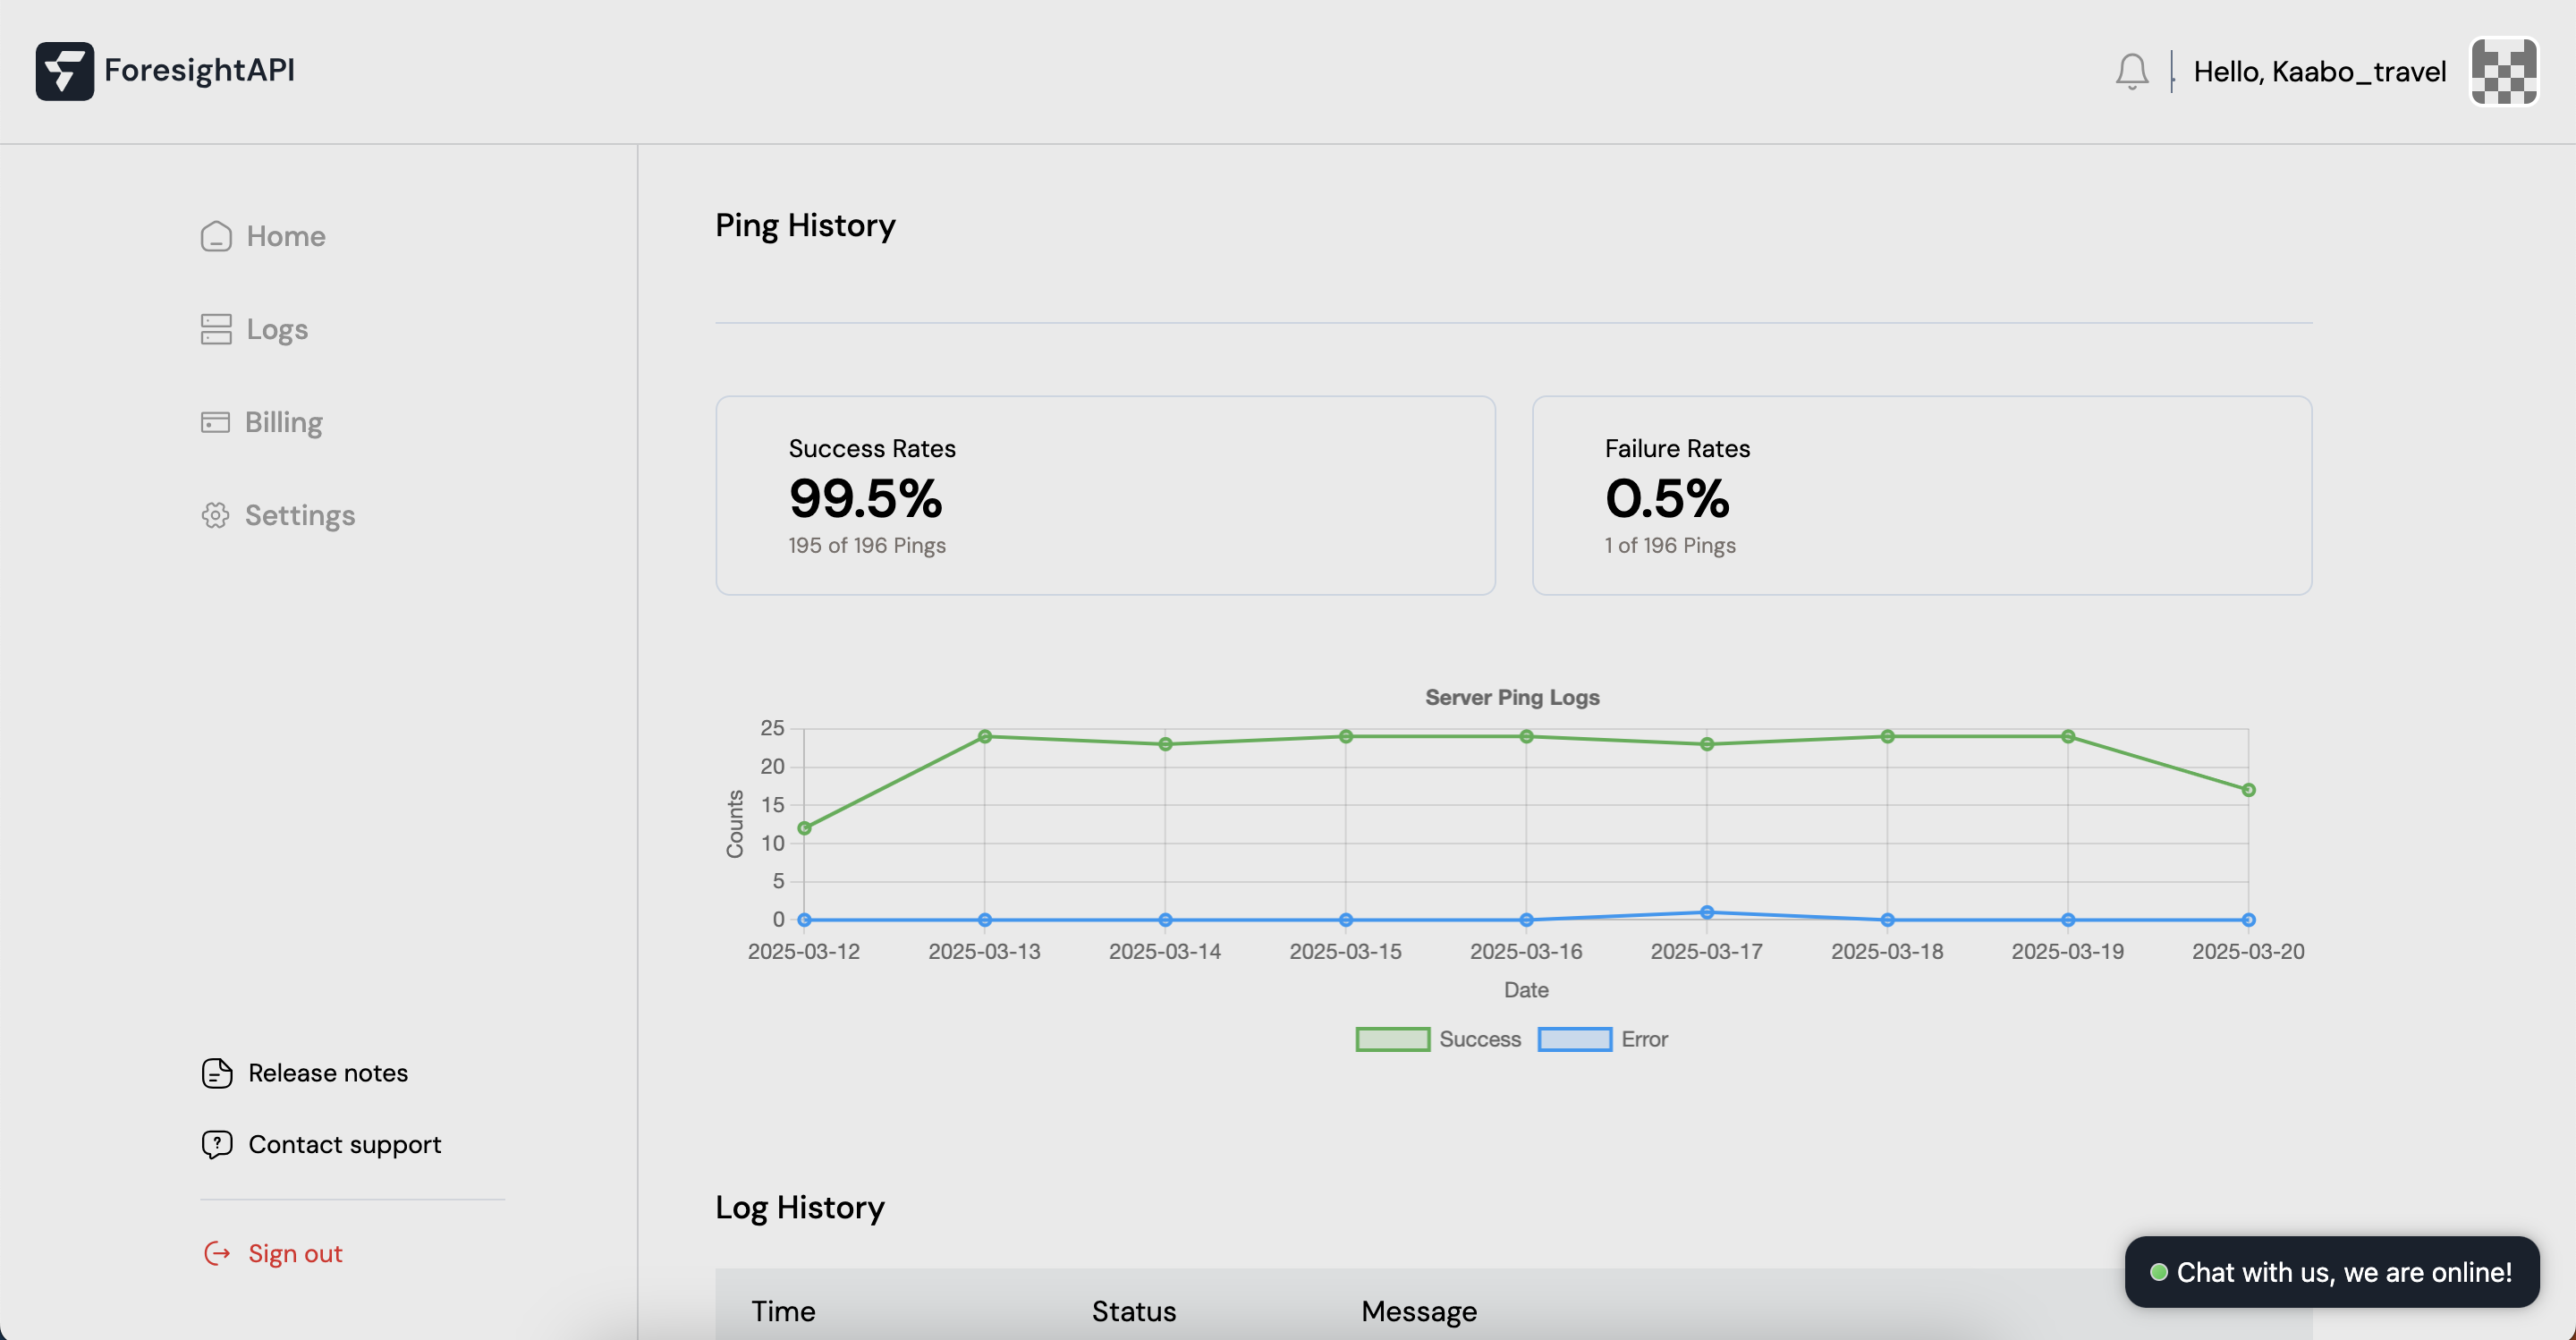 ForesightAPI
Hello, Kaabo_travel
Home
Logs
Billing
Settings
Release notes
Contact support
Sign out
Ping History
Success Rates
99.5%
195 of 196 Pings
Failure Rates
0.5%
1 of 196 Pings
Server Ping Logs
Counts
25
20
15
10
5
0
2025-03-12 2025-03-13 2025-03-14 2025-03-15 2025-03-16 2025-03-17 2025-03-18 2025-03-19 2025-03-20
Date
Success Error
Log History
Time Status Message
Chat with us, we are online!